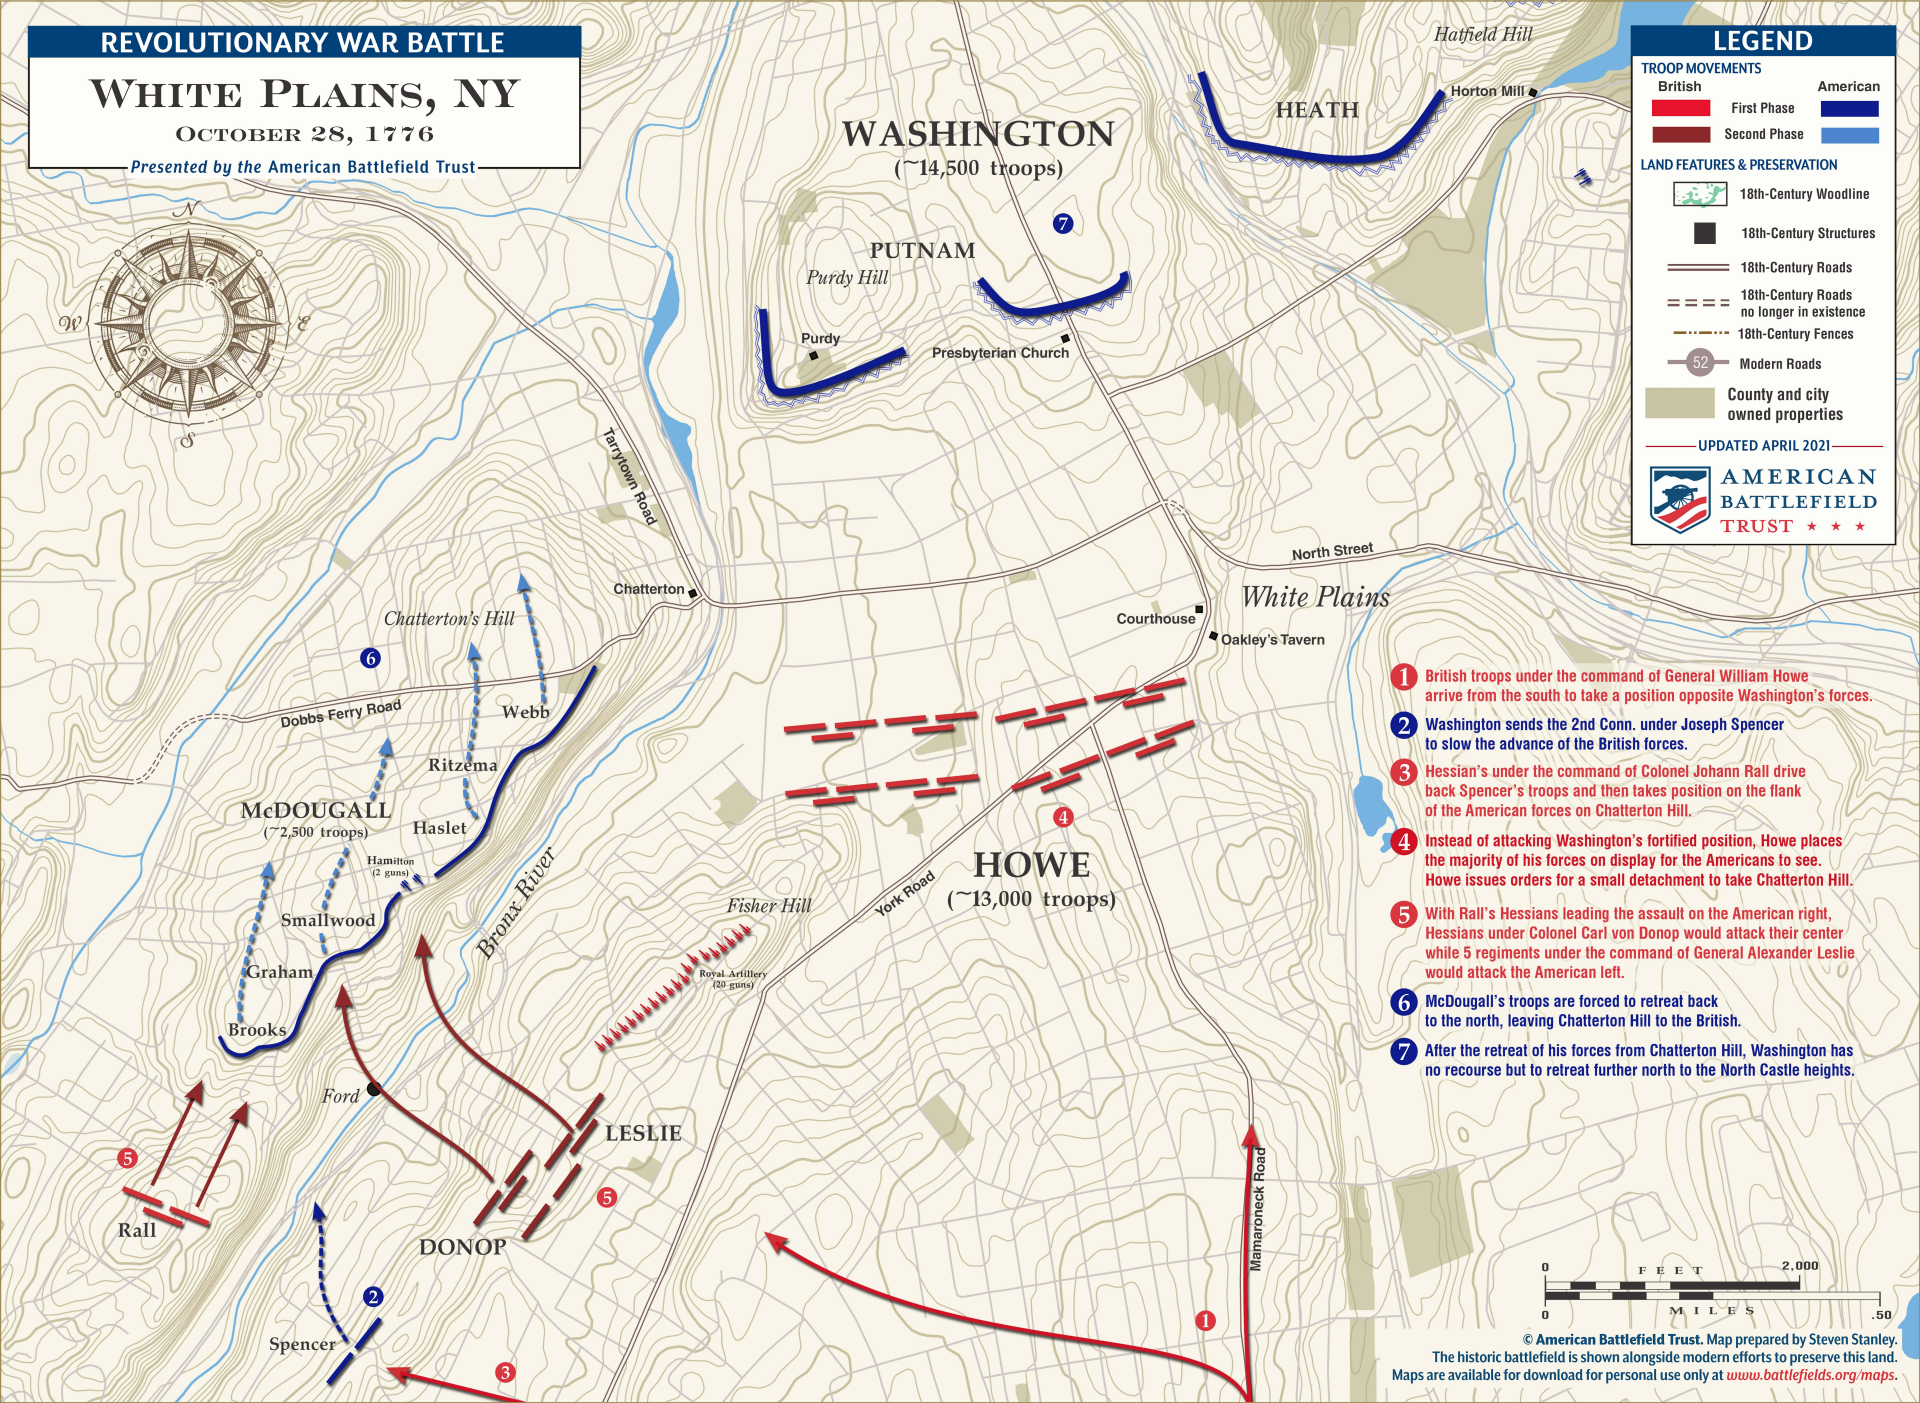 REVOLUTIONARY WAR BATTLE
WHITE PLAINS, NY
OCTOBER 28, 1776
Presented by the American Battlefield Trust
N
W
E
S
Hatfield Hill
Horton Mill
HEATH
WASHINGTON
(~14,500 troops)
7
PUTNAM
Purdy Hill
Purdy
Presbyterian Church
Tarrytown Road
Chatterton
North Street
White Plains
Courthouse
Oakley's Tavern
Chatterton's Hill
6
Dobbs Ferry Road
Webb
Ritzema
McDOUGALL
(~2,500 troops)
Haslet
Hamilton
(2 guns)
Smallwood
Graham
Brooks
Bronx River
Fisher Hill
Royal Artillery
(20 guns)
York Road
4
HOWE
(~13,000 troops)
Ford
LESLIE
5
Rall
5
DONOP
2
Spencer
3
1
Mamaroneck Road
LEGEND
TROOP MOVEMENTS
British
American
First Phase
Second Phase
LAND FEATURES & PRESERVATION
18th-Century Woodline
18th-Century Structures
18th-Century Roads
18th-Century Roads
no longer in existence
18th-Century Fences
52
Modern Roads
County and city
owned properties
UPDATED APRIL 2021
AMERICAN
BATTLEFIELD
TRUST
1 British troops under the command of General William Howe
arrive from the south to take a position opposite Washington's forces.
2 Washington sends the 2nd Conn. under Joseph Spencer
to slow the advance of the British forces.
3 Hessian's under the command of Colonel Johann Rall drive
back Spencer's troops and then takes position on the flank
of the American forces on Chatterton Hill.
4 Instead of attacking Washington's fortified position, Howe places
the majority of his forces on display for the Americans to see.
Howe issues orders for a small detachment to take Chatterton Hill.
5 With Rall's Hessians leading the assault on the American right,
Hessians under Colonel Carl von Donop would attack their center
while 5 regiments under the command of General Alexander Leslie
would attack the American left.
6 McDougall's troops are forced to retreat back
to the north, leaving Chatterton Hill to the British.
7 After the retreat of his forces from Chatterton Hill, Washington has
no recourse but to retreat further north to the North Castle heights.
0 FEET 2,000
0 MILES .50
© American Battlefield Trust. Map prepared by Steven Stanley.
The historic battlefield is shown alongside modern efforts to preserve this land.
Maps are available for download for personal use only at www.battlefields.org/maps.